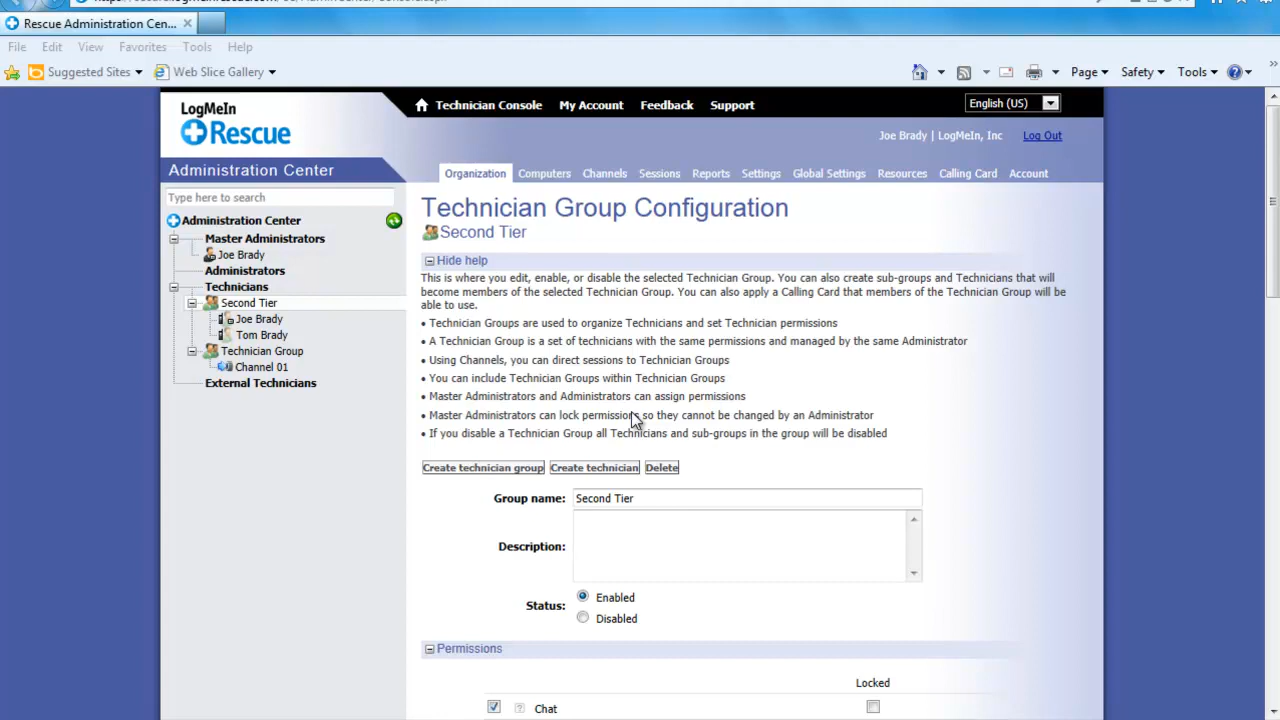 Rescue Administration Cen...
File Edit View Favorites Tools Help
Suggested Sites Web Slice Gallery Page Safety Tools
LogMeIn
Rescue
Technician Console My Account Feedback Support English (US)
Joe Brady | LogMeIn, Inc Log Out
Administration Center
Organization Computers Channels Sessions Reports Settings Global Settings Resources Calling Card Account
Type here to search
Administration Center
Master Administrators
Joe Brady
Administrators
Technicians
Second Tier
Joe Brady
Tom Brady
Technician Group
Channel 01
External Technicians
Technician Group Configuration
Second Tier
Hide help
This is where you edit, enable, or disable the selected Technician Group. You can also create sub-groups and Technicians that will
become members of the selected Technician Group. You can also apply a Calling Card that members of the Technician Group will be
able to use.
• Technician Groups are used to organize Technicians and set Technician permissions
• A Technician Group is a set of technicians with the same permissions and managed by the same Administrator
• Using Channels, you can direct sessions to Technician Groups
• You can include Technician Groups within Technician Groups
• Master Administrators and Administrators can assign permissions
• Master Administrators can lock permissions so they cannot be changed by an Administrator
• If you disable a Technician Group all Technicians and sub-groups in the group will be disabled
Create technician group Create technician Delete
Group name: Second Tier
Description:
Status: Enabled
Disabled
Permissions
Locked
? Chat